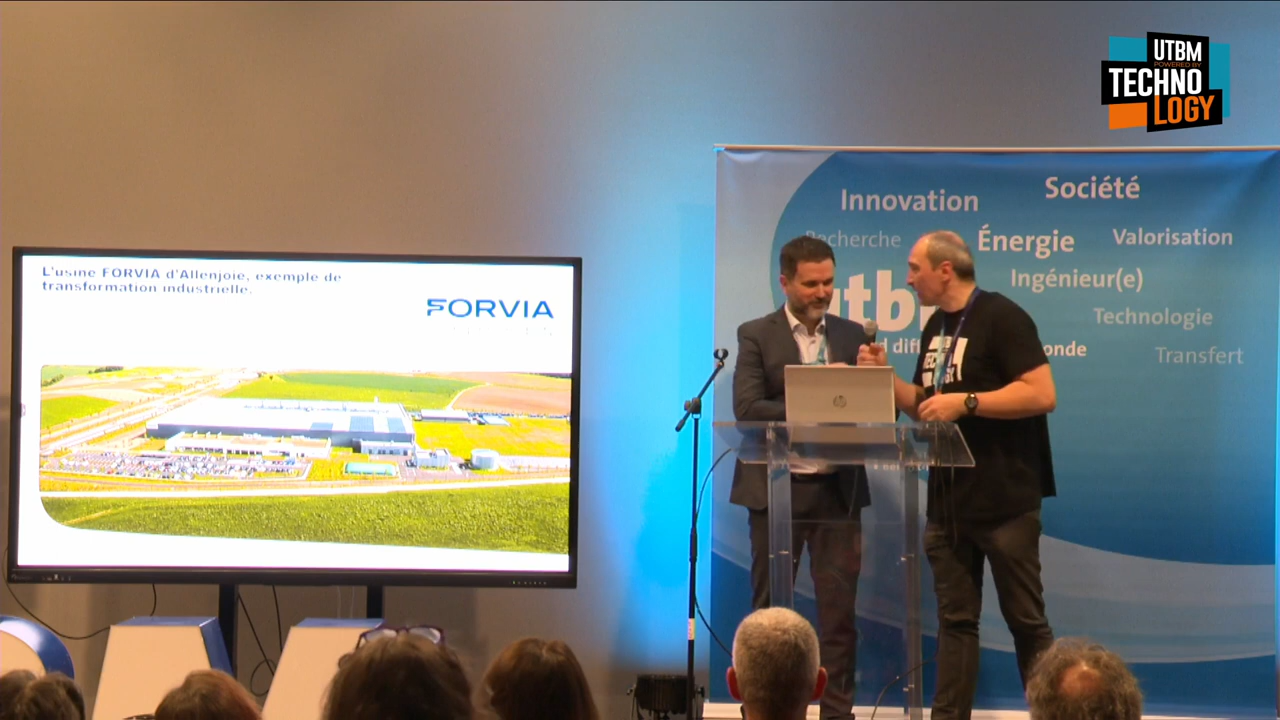 UTBM
POWERED BY
TECHNO
LOGY
L'usine FORVIA d'Allenjoie, exemple de
transformation industrielle.
FORVIA
Innovation
Société
Recherche
Énergie
Valorisation
Ingénieur(e)
Technologie
Transfert
onde
hp